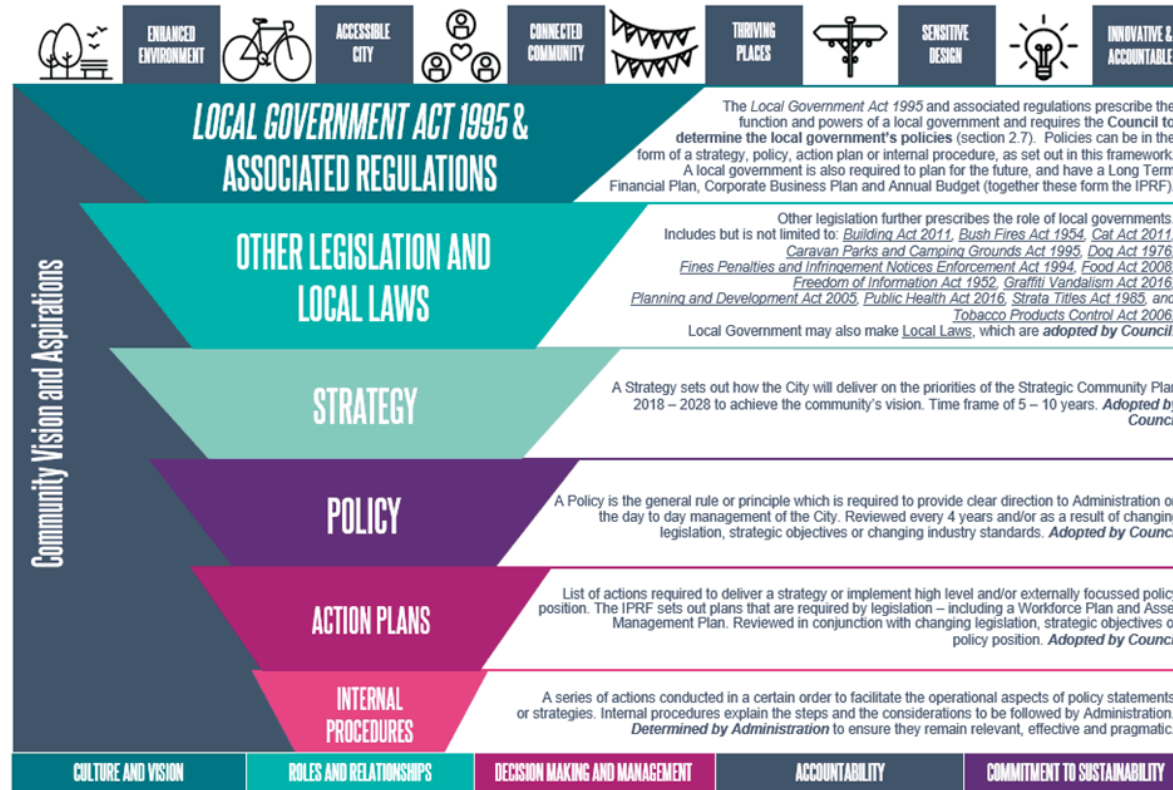 ENHANCED
ENVIRONMENT
ACCESSIBLE
CITY
CONNECTED
COMMUNITY
THRIVING
PLACES
SENSITIVE
DESIGN
INNOVATIVE &
ACCOUNTABLE
Community Vision and Aspirations
LOCAL GOVERNMENT ACT 1995 &
ASSOCIATED REGULATIONS
The Local Government Act 1995 and associated regulations prescribe the
function and powers of a local government and requires the Council to
determine the local government's policies (section 2.7). Policies can be in the
form of a strategy, policy, action plan or internal procedure, as set out in this framework.
A local government is also required to plan for the future, and have a Long Term
Financial Plan, Corporate Business Plan and Annual Budget (together these form the IPRF).
OTHER LEGISLATION AND
LOCAL LAWS
Other legislation further prescribes the role of local governments.
Includes but is not limited to: Building Act 2011, Bush Fires Act 1954, Cat Act 2011,
Caravan Parks and Camping Grounds Act 1995, Dog Act 1976,
Fines Penalties and Infringement Notices Enforcement Act 1994, Food Act 2008,
Freedom of Information Act 1952, Graffiti Vandalism Act 2016,
Planning and Development Act 2005, Public Health Act 2016, Strata Titles Act 1985, and
Tobacco Products Control Act 2006.
Local Government may also make Local Laws, which are adopted by Council.
STRATEGY
A Strategy sets out how the City will deliver on the priorities of the Strategic Community Plan
2018 – 2028 to achieve the community's vision. Time frame of 5 – 10 years. Adopted by
Council
POLICY
A Policy is the general rule or principle which is required to provide clear direction to Administration on
the day to day management of the City. Reviewed every 4 years and/or as a result of changing
legislation, strategic objectives or changing industry standards. Adopted by Council
ACTION PLANS
List of actions required to deliver a strategy or implement high level and/or externally focussed policy
position. The IPRF sets out plans that are required by legislation – including a Workforce Plan and Asset
Management Plan. Reviewed in conjunction with changing legislation, strategic objectives or
policy position. Adopted by Council
INTERNAL
PROCEDURES
A series of actions conducted in a certain order to facilitate the operational aspects of policy statements
or strategies. Internal procedures explain the steps and the considerations to be followed by Administration.
Determined by Administration to ensure they remain relevant, effective and pragmatic.
CULTURE AND VISION
ROLES AND RELATIONSHIPS
DECISION MAKING AND MANAGEMENT
ACCOUNTABILITY
COMMITMENT TO SUSTAINABILITY